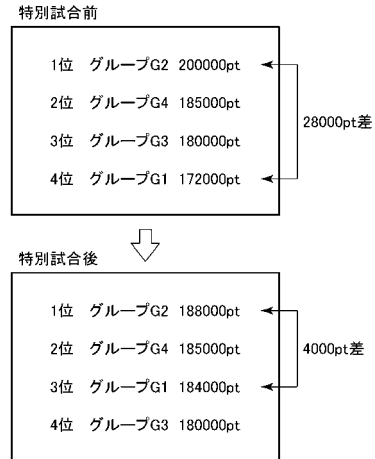 特別試合前
1位 グループG2 200000pt
2位 グループG4 185000pt
3位 グループG3 180000pt
4位 グループG1 172000pt
28000pt差
特別試合後
1位 グループG2 188000pt
2位 グループG4 185000pt
3位 グループG1 184000pt
4位 グループG3 180000pt
4000pt差